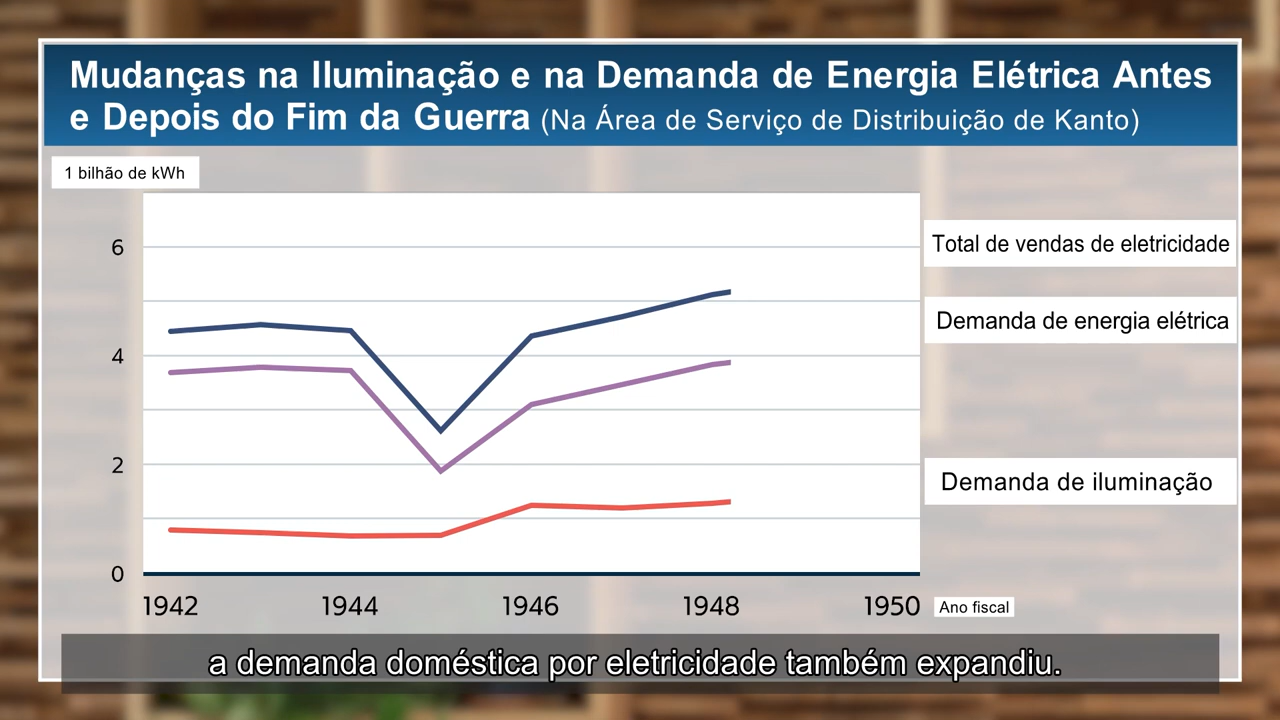 Mudanças na Iluminação e na Demanda de Energia Elétrica Antes
e Depois do Fim da Guerra (Na Área de Serviço de Distribuição de Kanto)
1 bilhão de kWh
6
4
2
0
Total de vendas de eletricidade
Demanda de energia elétrica
Demanda de iluminação
1942 1944 1946 1948 1950 Ano fiscal
a demanda doméstica por eletricidade também expandiu.